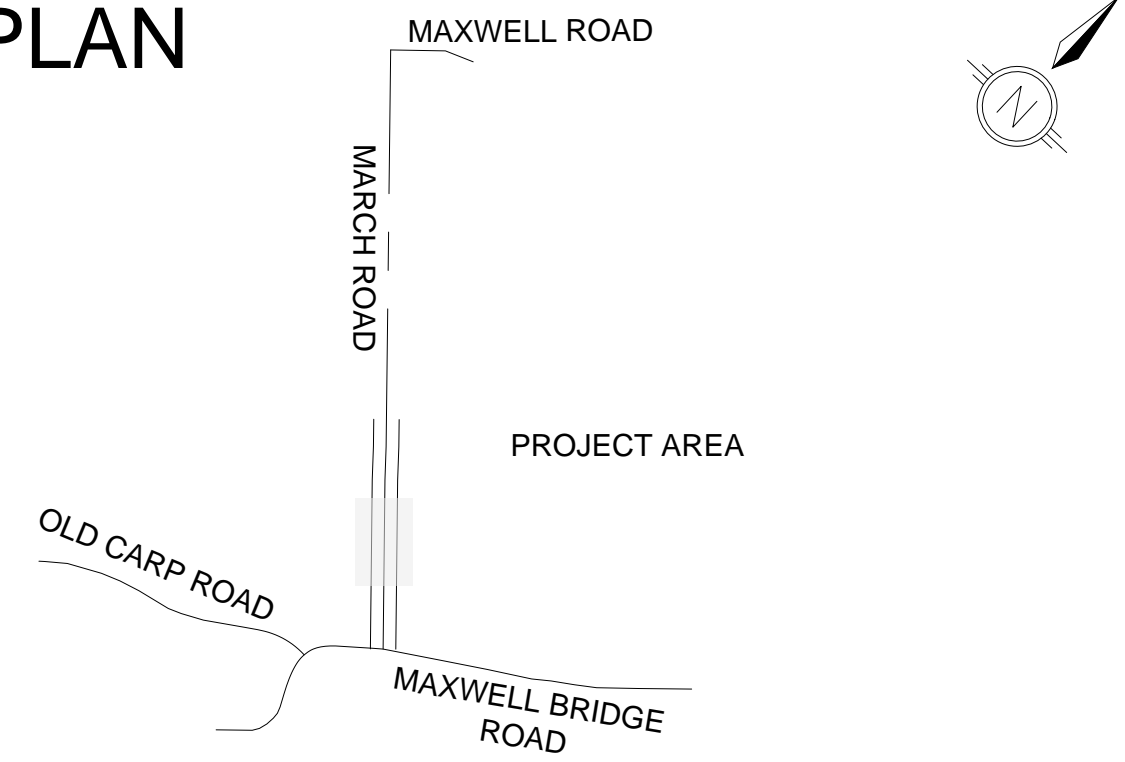 PLAN
MAXWELL ROAD
N
MARCH ROAD
PROJECT AREA
OLD CARP ROAD
MAXWELL BRIDGE
ROAD